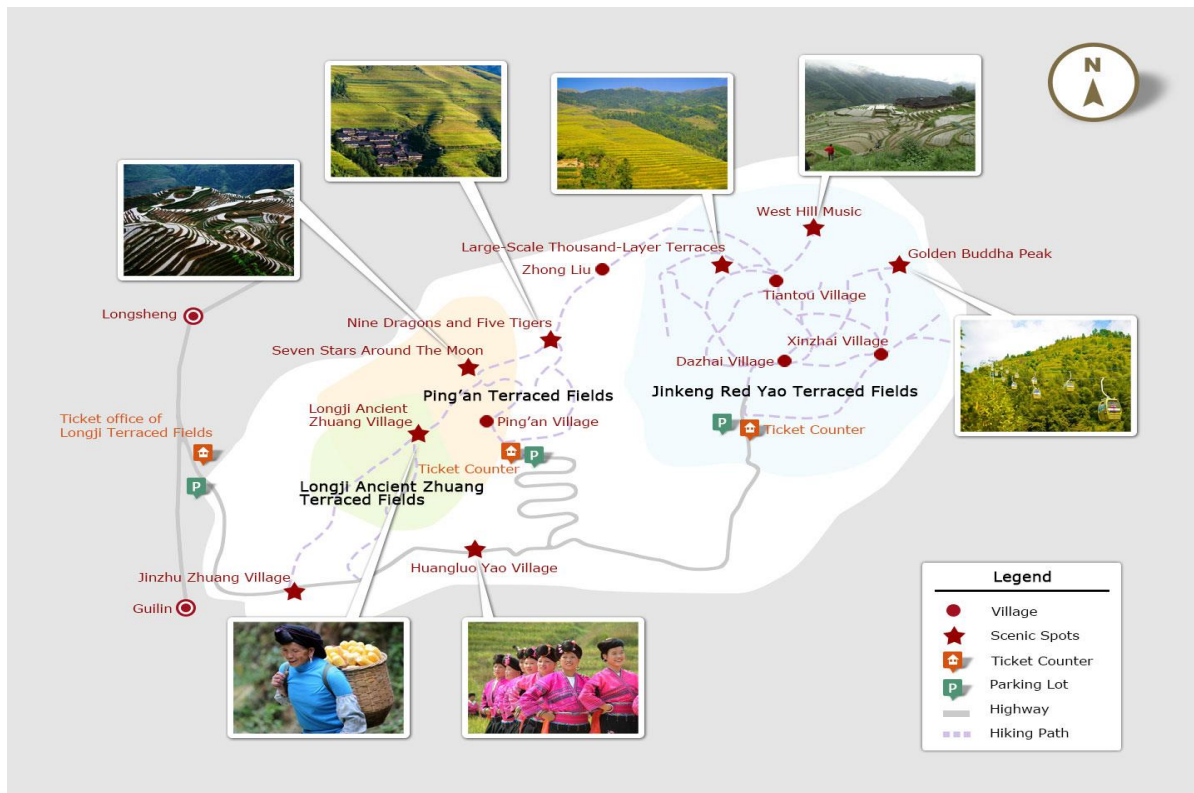 N
West Hill Music
Large-Scale Thousand-Layer Terraces
Golden Buddha Peak
Zhong Liu
Tiantou Village
Longsheng
Nine Dragons and Five Tigers
Xinzhai Village
Seven Stars Around The Moon
Dazhai Village
Ping'an Terraced Fields
Jinkeng Red Yao Terraced Fields
Longji Ancient
Zhuang Village
Ticket office of
Longji Terraced Fields
Ping'an Village
P
Ticket Counter
Ticket Counter
P
P
Longji Ancient Zhuang
Terraced Fields
Huangluo Yao Village
Jinzhu Zhuang Village
Guilin
Legend
Village
Scenic Spots
Ticket Counter
P
Parking Lot
Highway
Hiking Path